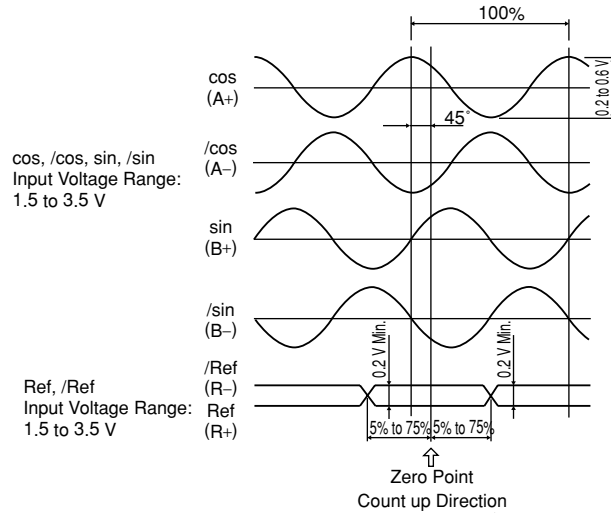 100%
cos
(A+)
0.2 to 0.6 V
45°
/cos
(A−)
cos, /cos, sin, /sin
Input Voltage Range:
1.5 to 3.5 V
sin
(B+)
/sin
(B−)
/Ref
(R−)
0.2 V Min.
0.2 V Min.
Ref, /Ref
Input Voltage Range:
1.5 to 3.5 V
Ref
(R+)
5% to 75%
5% to 75%
Zero Point
Count up Direction